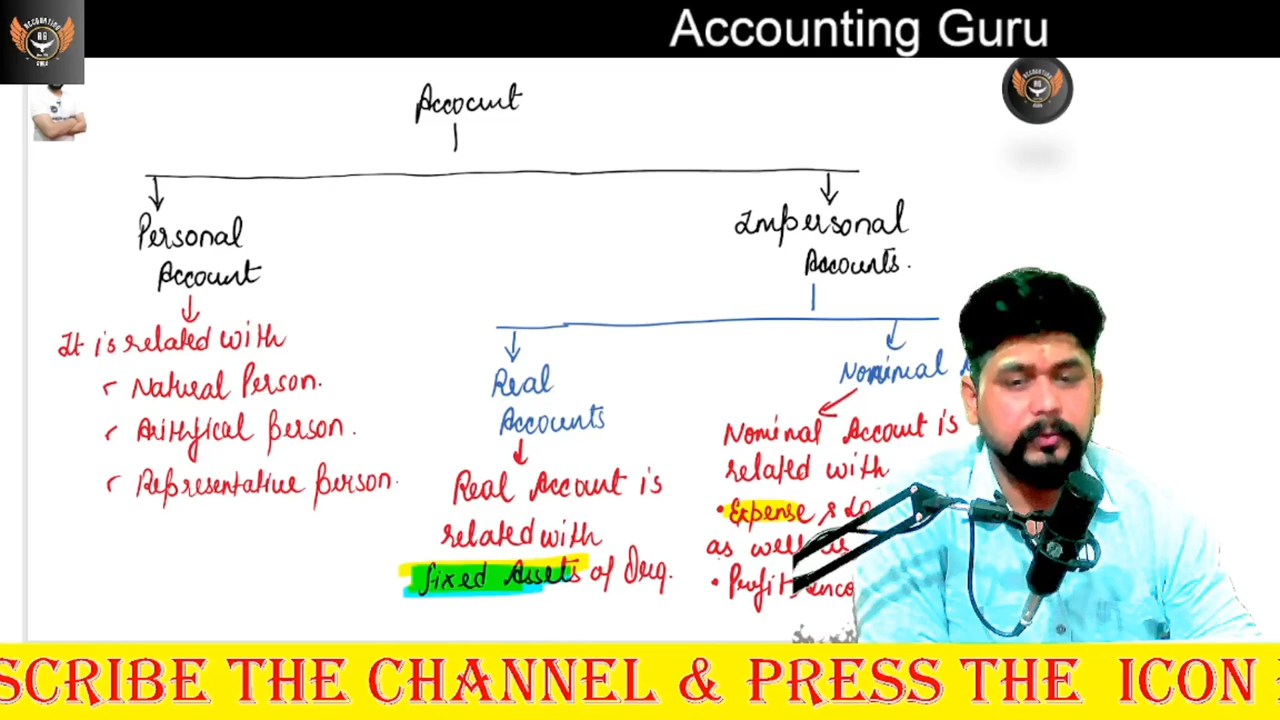 Accounting Guru
Account
Personal
Account
Impersonal
Accounts.
It is related with
Natural Person.
Artificial person.
Representative person.
Real
Accounts
Nominal
Real Account is
related with
fixed Assets of Org.
Nominal Account is
related with
• Expense &
as well
• Profit,
SCRIBE THE CHANNEL & PRESS THE ICON